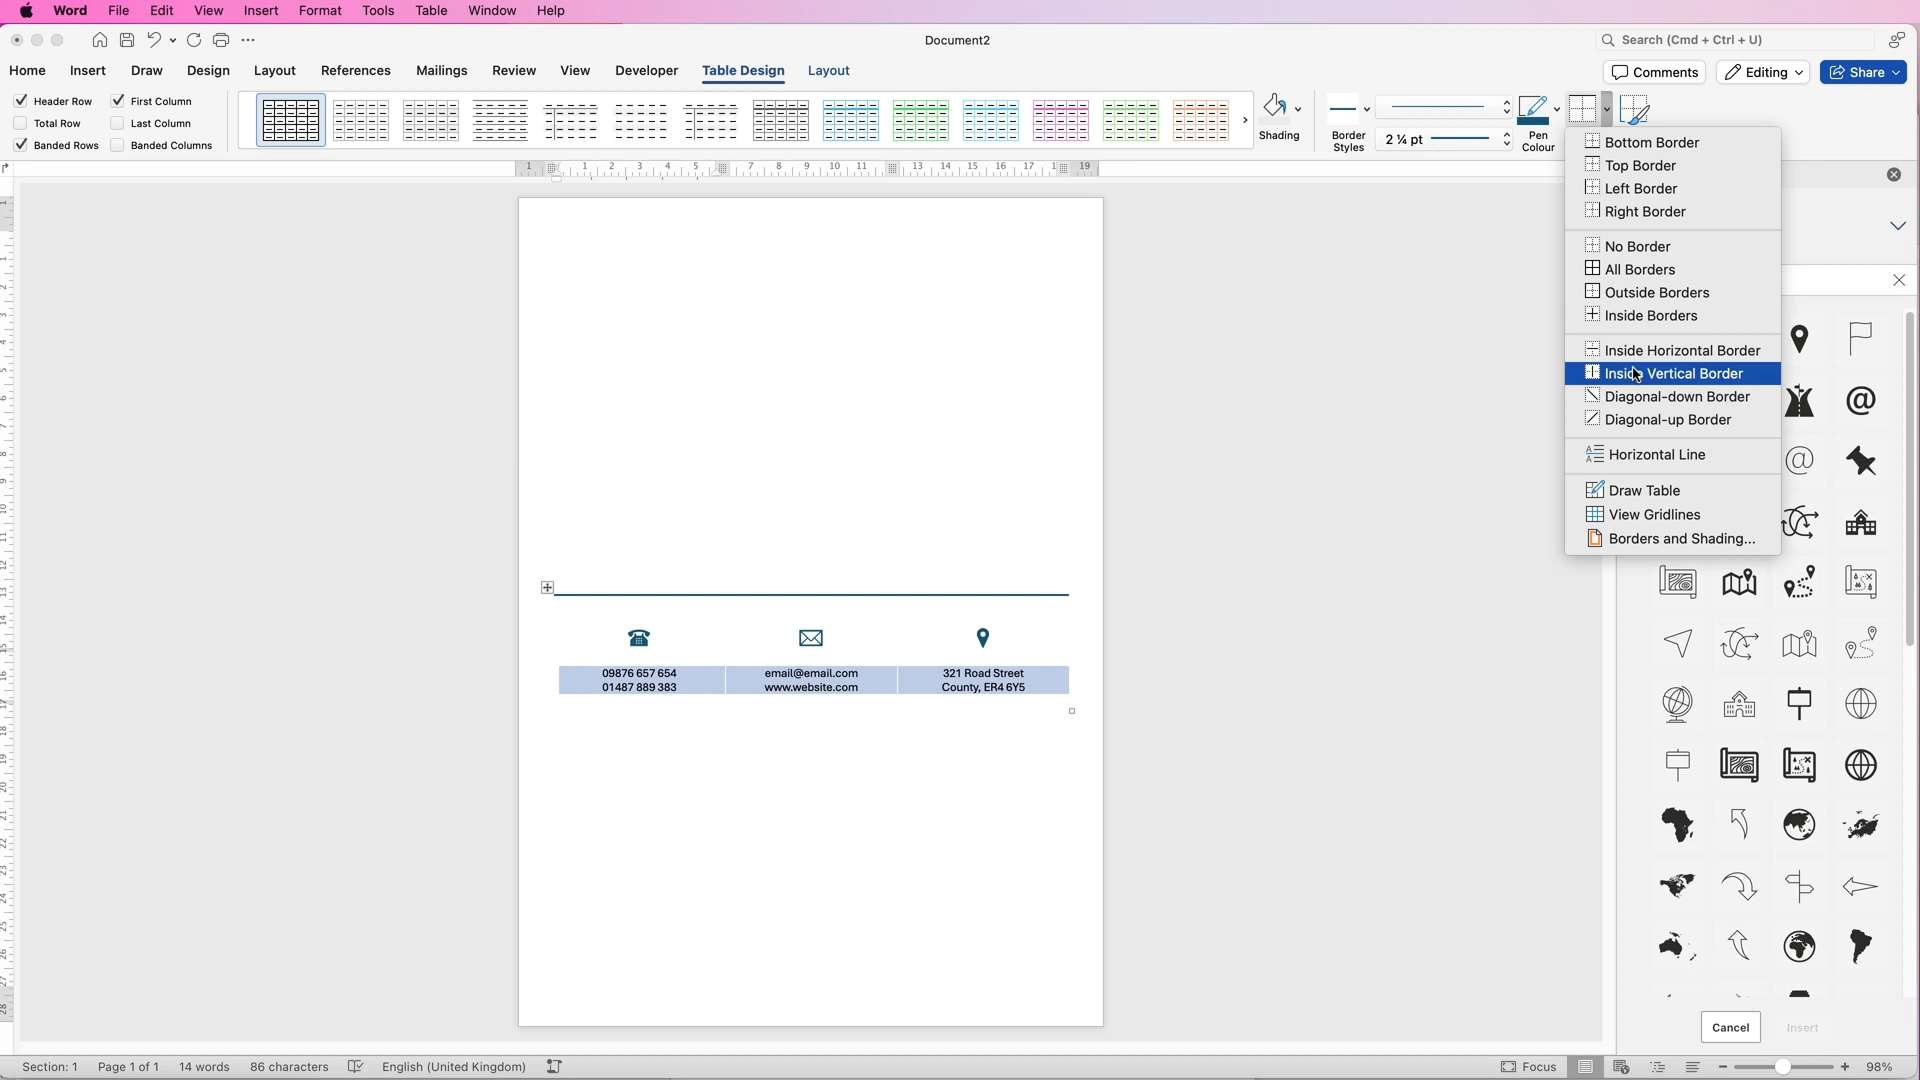 Word File Edit View Insert Format Tools Table Window Help
Document2
Search (Cmd + Ctrl + U)
Home Insert Draw Design Layout References Mailings Review View Developer Table Design Layout
Comments Editing Share
Header Row First Column
Total Row Last Column
Banded Rows Banded Columns
Shading
Border
Styles
2 ¼ pt
Pen
Colour
Bottom Border
Top Border
Left Border
Right Border
No Border
All Borders
Outside Borders
Inside Borders
Inside Horizontal Border
Inside Vertical Border
Diagonal-down Border
Diagonal-up Border
Horizontal Line
Draw Table
View Gridlines
Borders and Shading...
09876 657 654 email@email.com 321 Road Street
01487 889 383 www.website.com County, ER4 6Y5
Cancel Insert
Section: 1 Page 1 of 1 14 words 86 characters English (United Kingdom) Focus 98%